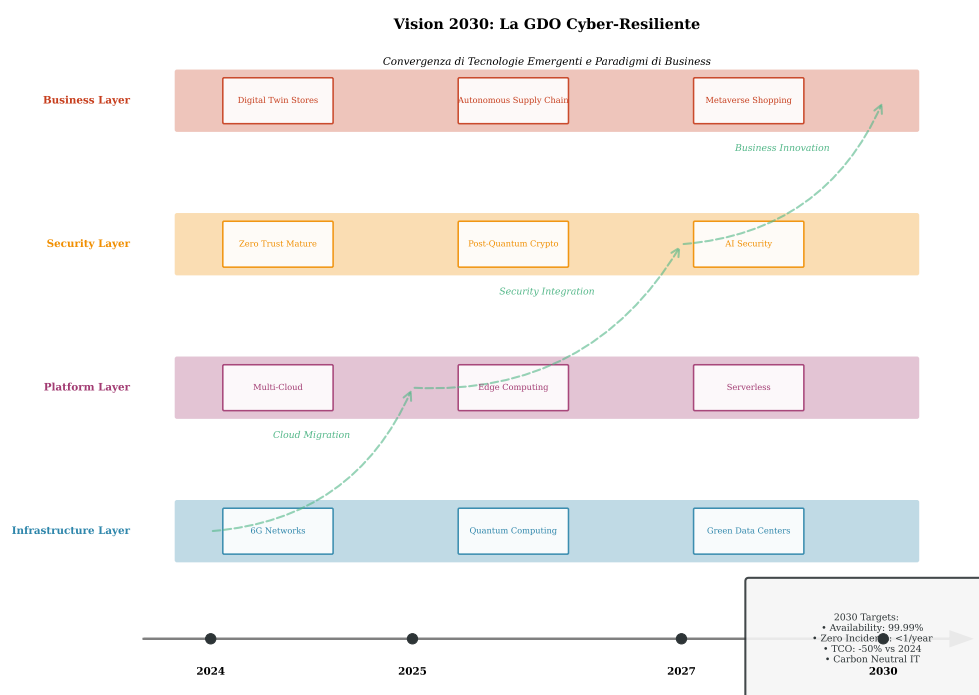 Vision 2030: La GDO Cyber-Resiliente
Convergenza di Tecnologie Emergenti e Paradigmi di Business
Business Layer
Digital Twin Stores
Autonomous Supply Chain
Metaverse Shopping
Business Innovation
Security Layer
Zero Trust Mature
Post-Quantum Crypto
AI Security
Security Integration
Platform Layer
Multi-Cloud
Edge Computing
Serverless
Cloud Migration
Infrastructure Layer
6G Networks
Quantum Computing
Green Data Centers
2030 Targets:
• Availability: 99.99%
• Zero Incidents: <1/year
• TCO: -50% vs 2024
• Carbon Neutral IT
2024
2025
2027
2030